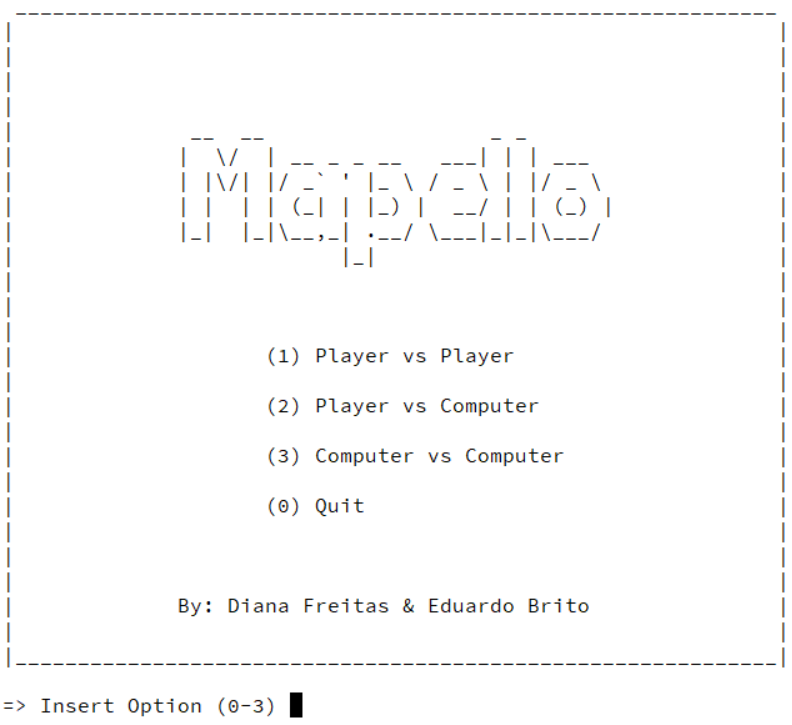 Mapello
(1) Player vs Player
(2) Player vs Computer
(3) Computer vs Computer
(0) Quit
By: Diana Freitas & Eduardo Brito
=> Insert Option (0-3)